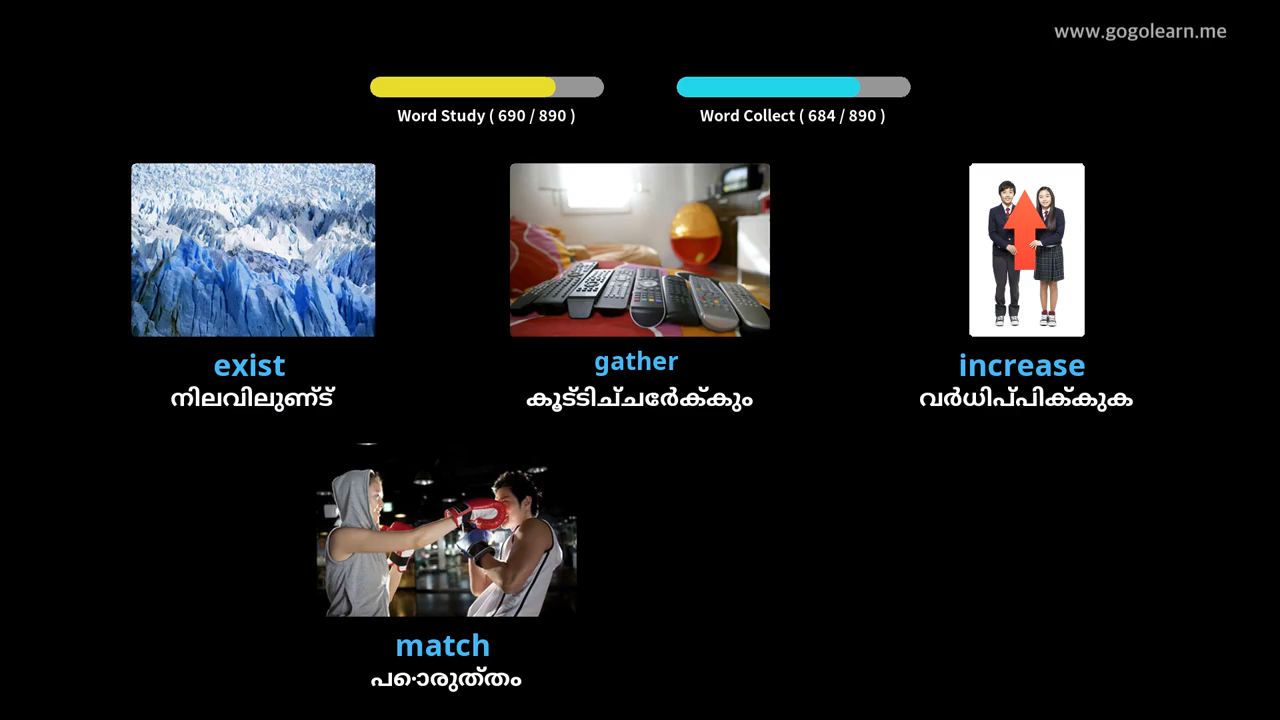 www.gogolearn.me
Word Study ( 690 / 890 )
Word Collect ( 684 / 890 )
exist
നിലവിലുണ്ട്
gather
കൂട്ടിച്ചേർക്കും
increase
വർധിപ്പിക്കുക
match
പൊരുത്തം